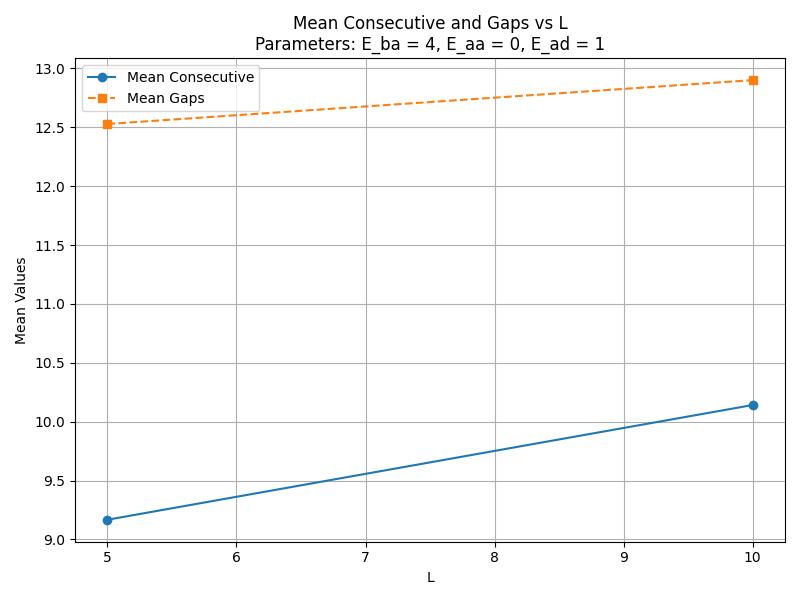 Mean Consecutive and Gaps vs L
Parameters: E_ba = 4, E_aa = 0, E_ad = 1
Mean Consecutive
Mean Gaps
Mean Values
13.0
12.5
12.0
11.5
11.0
10.5
10.0
9.5
9.0
5 6 7 8 9 10
L